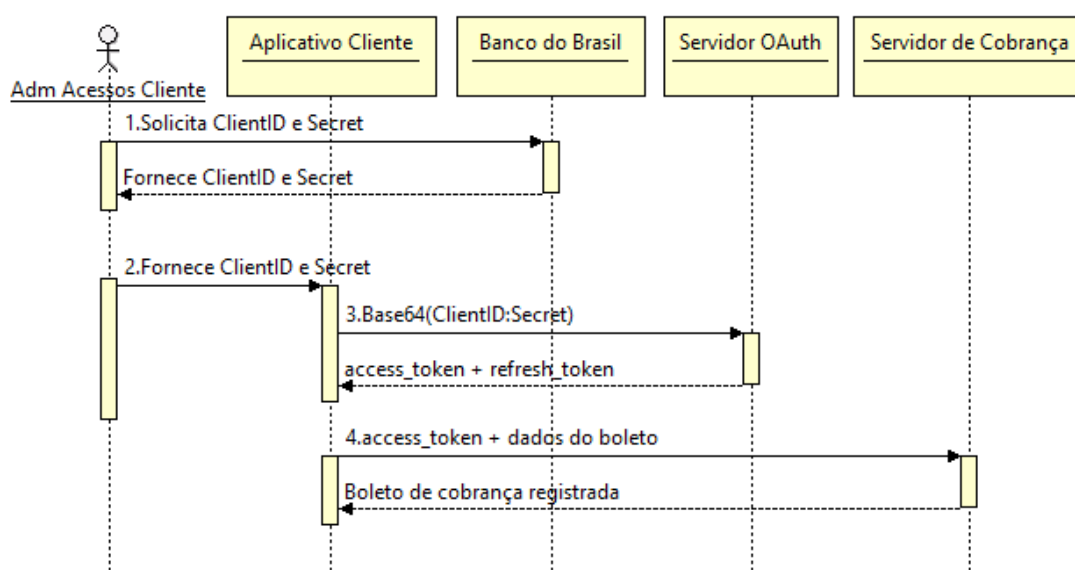 Aplicativo Cliente
Banco do Brasil
Servidor OAuth
Servidor de Cobrança
Adm Acessos Cliente
1.Solicita ClientID e Secret
Fornece ClientID e Secret
2.Fornece ClientID e Secret
3.Base64(ClientID:Secret)
access_token + refresh_token
4.access_token + dados do boleto
Boleto de cobrança registrada